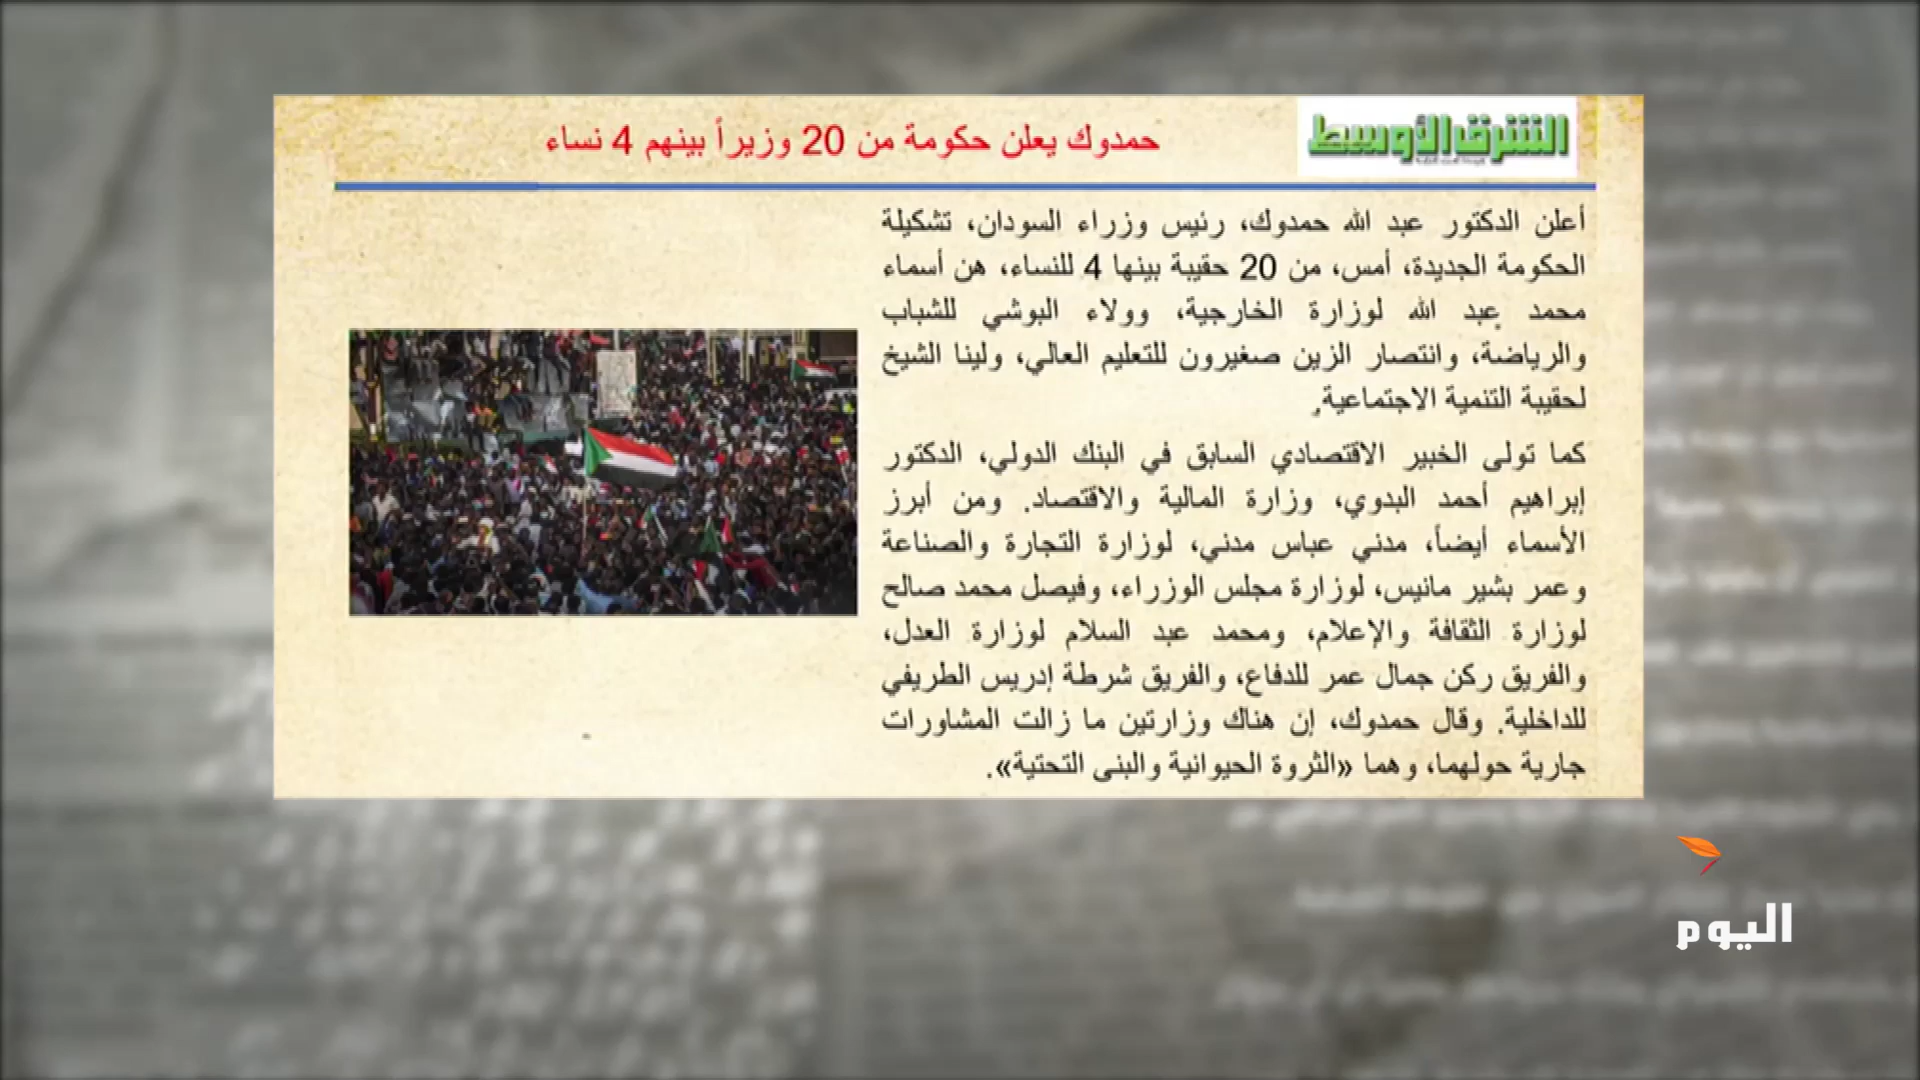 الشرق الأوسط
حمدوك يعلن حكومة من 20 وزيراً بينهم 4 نساء
أعلن الدكتور عبد الله حمدوك، رئيس وزراء السودان، تشكيلة
الحكومة الجديدة، أمس، من 20 حقيبة بينها 4 للنساء، هن أسماء
محمد عبد الله لوزارة الخارجية، وولاء البوشي للشباب
والرياضة، وانتصار الزين صغيرون للتعليم العالي، ولينا الشيخ
لحقيبة التنمية الاجتماعية.
كما تولى الخبير الاقتصادي السابق في البنك الدولي، الدكتور
إبراهيم أحمد البدوي، وزارة المالية والاقتصاد. ومن أبرز
الأسماء أيضاً، مدني عباس مدني، لوزارة التجارة والصناعة
وعمر بشير مانيس، لوزارة مجلس الوزراء، وفيصل محمد صالح
لوزارة الثقافة والإعلام، ومحمد عبد السلام لوزارة العدل،
والفريق ركن جمال عمر للدفاع، والفريق شرطة إدريس الطريفي
للداخلية. وقال حمدوك، إن هناك وزارتين ما زالت المشاورات
جارية حولهما، وهما «الثروة الحيوانية والبنى التحتية».
اليوم